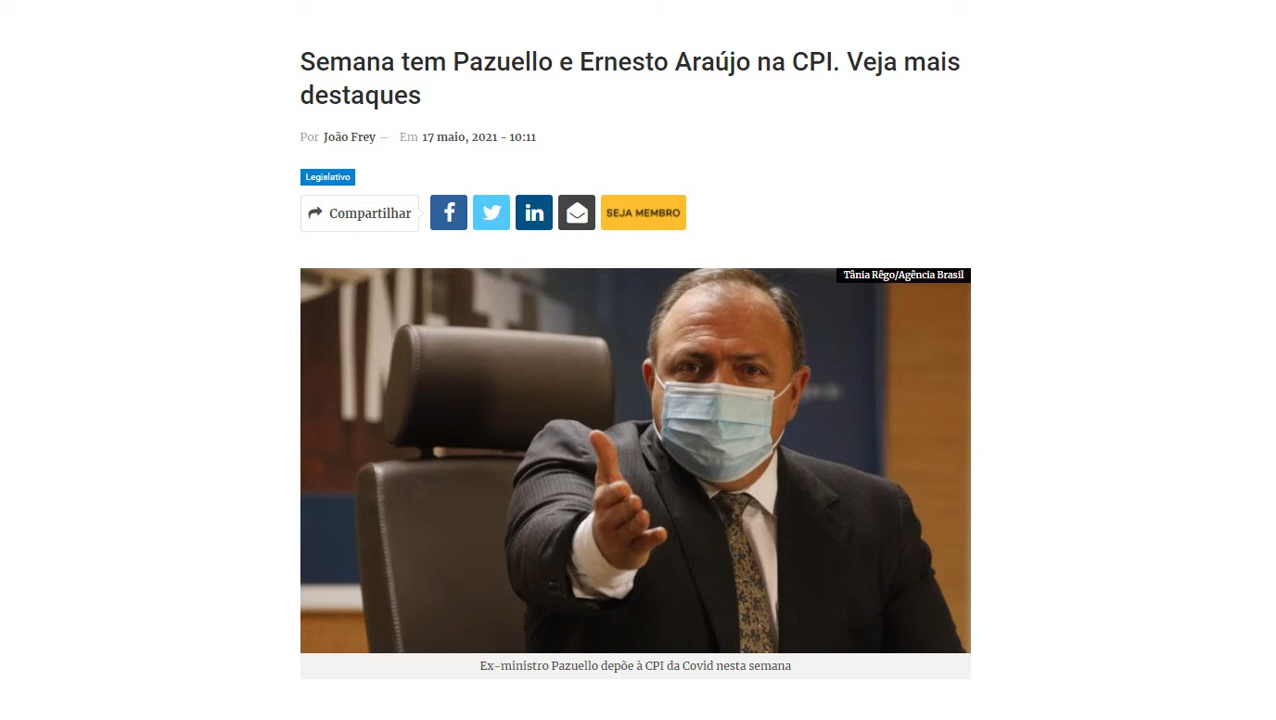 Semana tem Pazuello e Ernesto Araújo na CPI. Veja mais
destaques
Por João Frey — Em 17 maio, 2021 - 10:11
Legislativo
Compartilhar
SEJA MEMBRO
Tânia Rêgo/Agência Brasil
Ex-ministro Pazuello depõe à CPI da Covid nesta semana